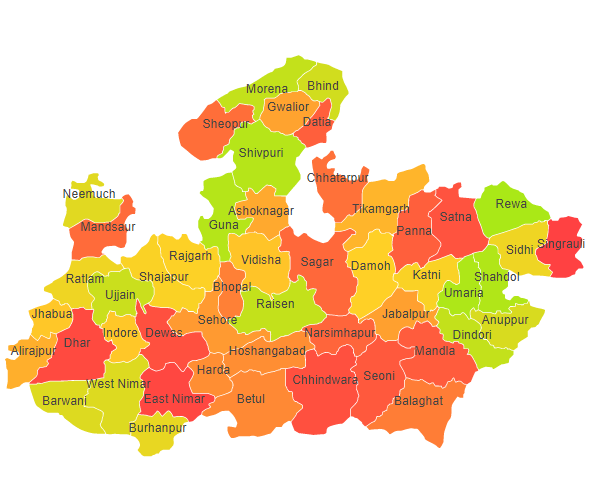 Morena
Bhind
Gwalior
Sheopur
Datia
Shivpuri
Chhatarpur
Neemuch
Rewa
Ashoknagar
Tikamgarh
Satna
Mandsaur
Guna
Panna
Singrauli
Sidhi
Rajgarh
Vidisha
Sagar
Damoh
Ratlam
Shajapur
Katni
Shahdol
Bhopal
Ujjain
Umaria
Raisen
Jhabua
Sehore
Jabalpur
Anuppur
Indore
Dewas
Narsimhapur
Dindori
Dhar
Alirajpur
Hoshangabad
Mandla
Harda
Chhindwara
Seoni
West Nimar
Barwani
East Nimar
Betul
Balaghat
Burhanpur